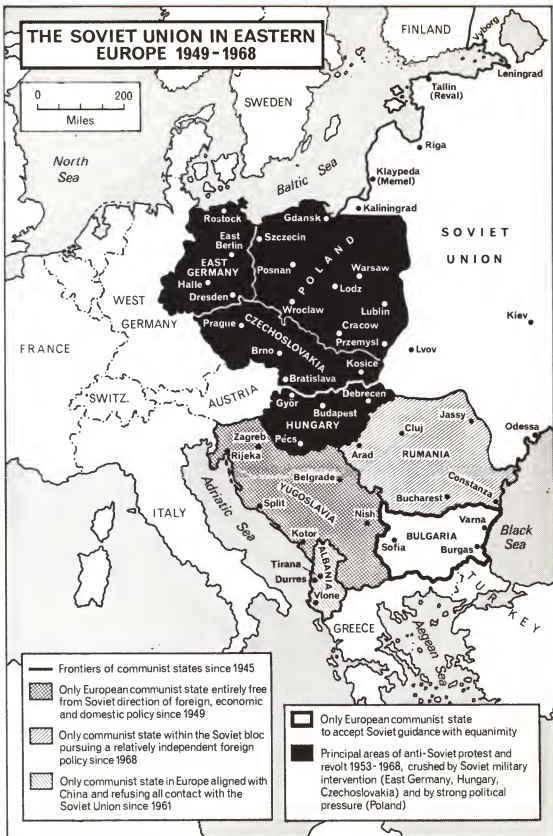 THE SOVIET UNION IN EASTERN
EUROPE 1949-1968
0 200
Miles
FINLAND
Vyborg
Leningrad
Tallin
(Reval)
SWEDEN
North
Sea
Baltic Sea
Riga
Klaypeda
(Memel)
Kaliningrad
SOVIET
UNION
Rostock
Gdansk
East
Berlin
Szczecin
EAST
GERMANY
Posnan
POLAND
Warsaw
Lodz
Halle
Dresden
Wroclaw
Lublin
WEST
GERMANY
Prague
CZECHOSLOVAKIA
Cracow
Przemysl
Kiev
Brno
Lvov
FRANCE
Kosice
Bratislava
SWITZ.
AUSTRIA
Györ
Debrecen
Budapest
HUNGARY
Pécs
Jassy
Cluj
Arad
RUMANIA
Odessa
Zagreb
Rijeka
Belgrade
YUGOSLAVIA
Constanza
Bucharest
ITALY
Adriatic Sea
Split
Nish
Kotor
Varna
BULGARIA
Sofia
Burgas
Black
Sea
ALBANIA
Tirana
Durres
Vlone
GREECE
Aegean
Sea
TURKEY
Frontiers of communist states since 1945
Only European communist state entirely free
from Soviet direction of foreign, economic
and domestic policy since 1949
Only communist state within the Soviet bloc
pursuing a relatively independent foreign
policy since 1968
Only communist state in Europe aligned with
China and refusing all contact with the
Soviet Union since 1961
Only European communist state
to accept Soviet guidance with equanimity
Principal areas of anti-Soviet protest and
revolt 1953-1968, crushed by Soviet military
intervention (East Germany, Hungary,
Czechoslovakia) and by strong political
pressure (Poland)